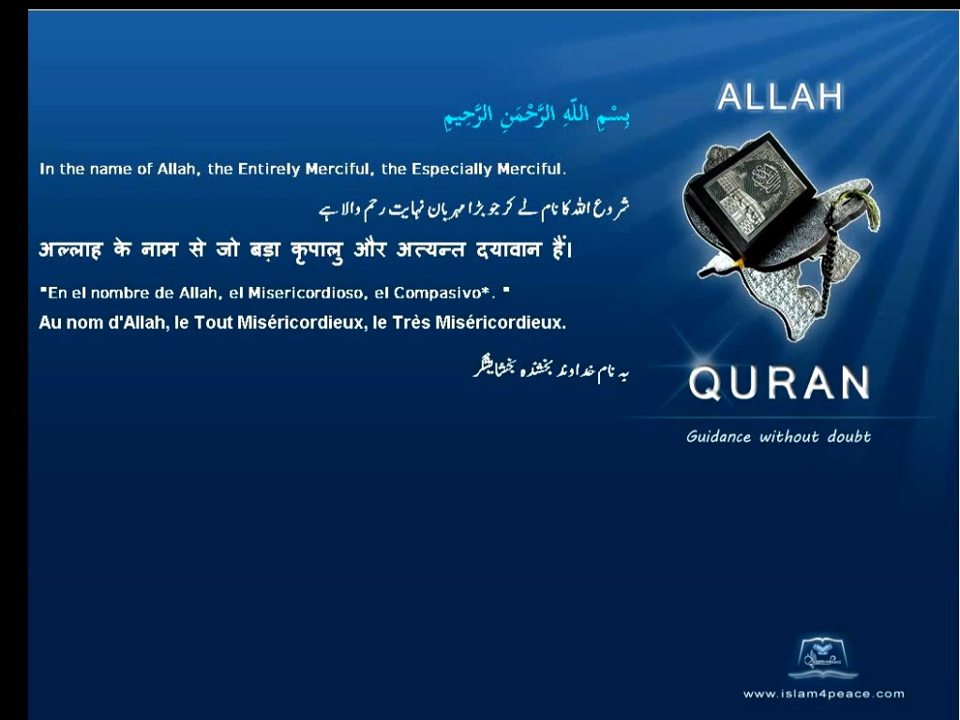 بِسْمِ اللّهِ الرَّحْمَنِ الرَّحِيمِ
In the name of Allah, the Entirely Merciful, the Especially Merciful.
شروع الله کا نام لے کر جو بڑا مہربان نہایت رحم والا ہے
अल्लाह के नाम से जो बड़ा कृपालु और अत्यन्त दयावान हैं।
"En el nombre de Allah, el Misericordioso, el Compasivo*. "
Au nom d'Allah, le Tout Miséricordieux, le Très Miséricordieux.
به نام خداوند بخشنده بخشایشگر
ALLAH
QURAN
Guidance without doubt
www.islam4peace.com